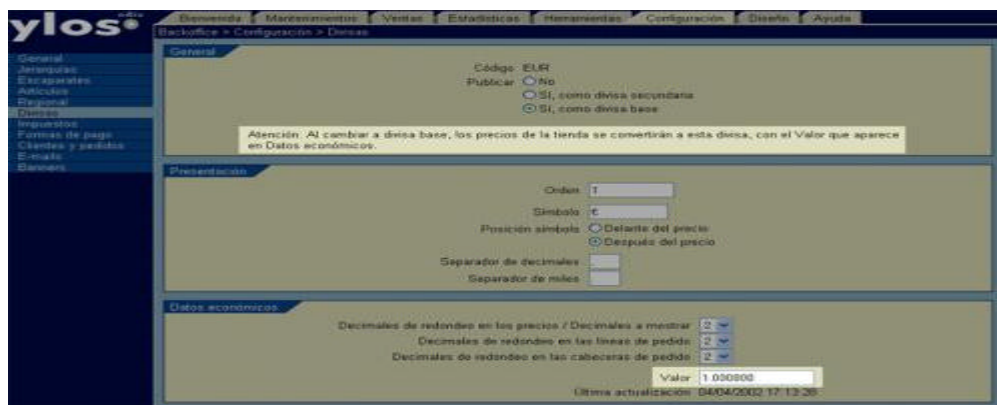 ylos
Bienvenida Mantenimientos Ventas Estadísticas Herramientas Configuración Diseño Ayuda
Backoffice > Configuración > Divisas
General
Jerarquías
Escaparates
Artículos
Regional
Divisas
Impuestos
Formas de pago
Clientes y pedidos
E-mails
Banners
General
Código EUR
Publicar No
Sí, como divisa secundaria
Sí, como divisa base
Atención: Al cambiar a divisa base, los precios de la tienda se convertirán a esta divisa, con el Valor que aparece
en Datos económicos.
Presentación
Orden 1
Símbolo €
Posición símbolo Delante del precio
Después del precio
Separador de decimales
Separador de miles
Datos económicos
Decimales de redondeo en los precios / Decimales a mostrar 2
Decimales de redondeo en las líneas de pedido 2
Decimales de redondeo en las cabeceras de pedido 2
Valor
Última actualización 04/04/2002 17:13:20